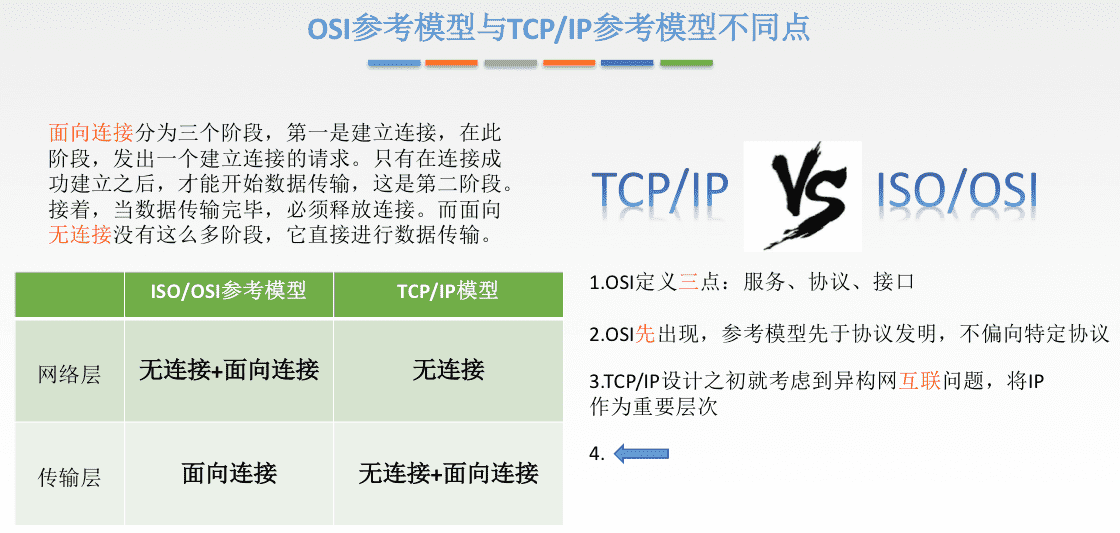 OSI参考模型与TCP/IP参考模型不同点
面向连接分为三个阶段，第一是建立连接，在此
阶段，发出一个建立连接的请求。只有在连接成
功建立之后，才能开始数据传输，这是第二阶段。
接着，当数据传输完毕，必须释放连接。而面向
无连接没有这么多阶段，它直接进行数据传输。
ISO/OSI参考模型 TCP/IP模型
网络层 无连接+面向连接 无连接
传输层 面向连接 无连接+面向连接
TCP/IP VS ISO/OSI
1.OSI定义三点：服务、协议、接口
2.OSI先出现，参考模型先于协议发明，不偏向特定协议
3.TCP/IP设计之初就考虑到异构网互联问题，将IP
作为重要层次
4.